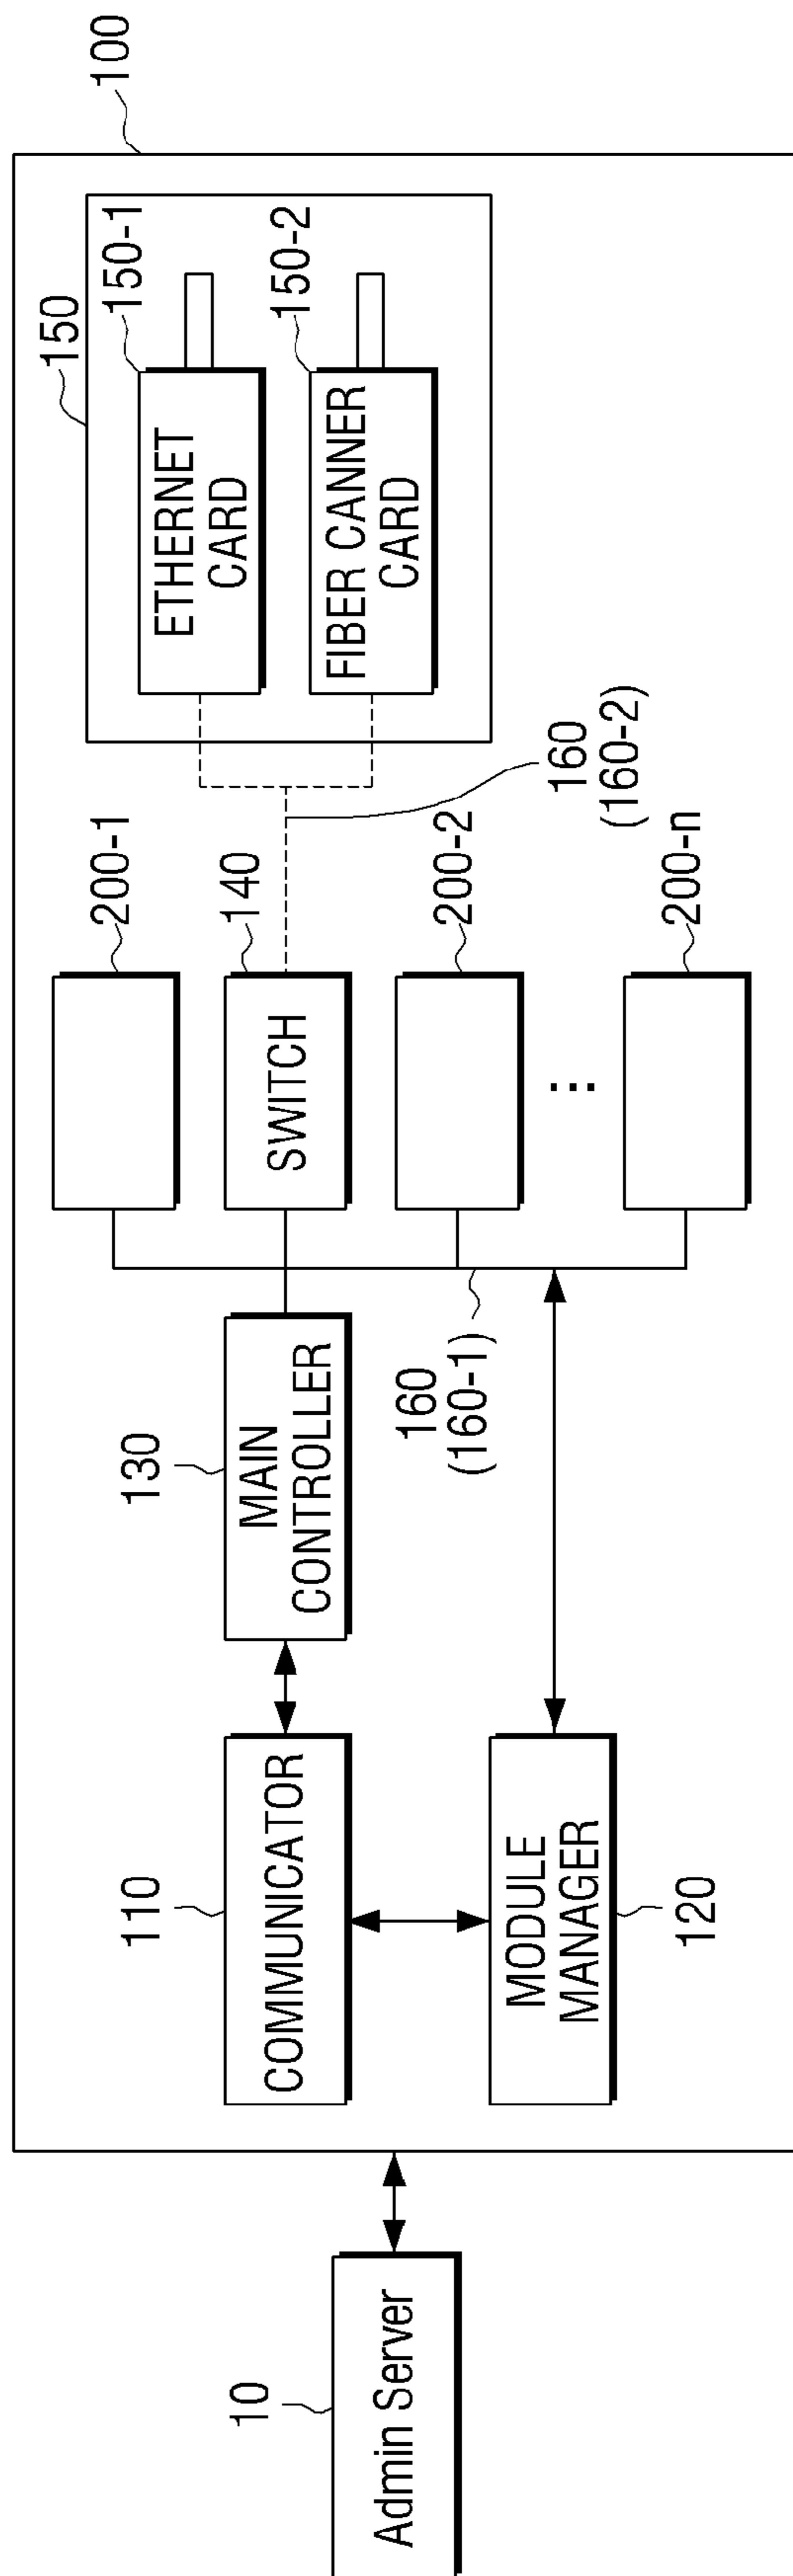 100
150
150-1
ETHERNET
CARD
150-2
FIBER CANNER
CARD
160
(160-2)
200-1
140
SWITCH
200-2
...
200-n
130
MAIN
CONTROLLER
160
(160-1)
110
COMMUNICATOR
MODULE
MANAGER
120
10
Admin Server